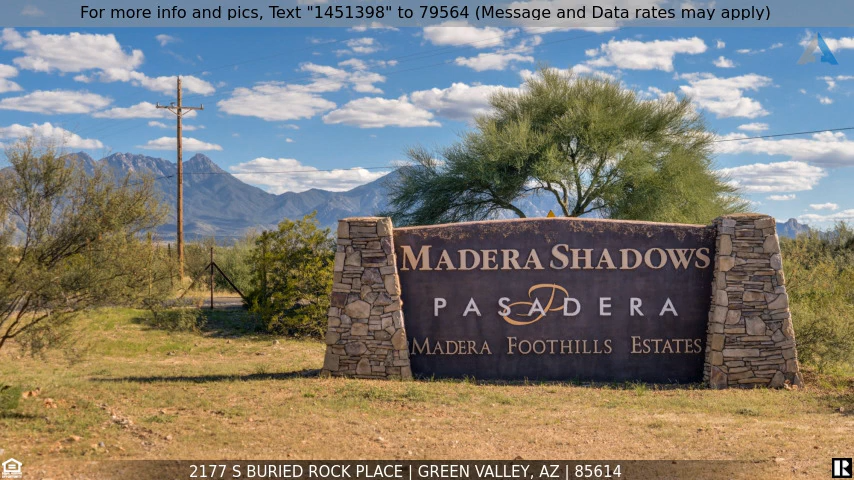 For more info and pics, Text "1451398" to 79564 (Message and Data rates may apply)
MADERA SHADOWS
PASADERA
MADERA FOOTHILLS ESTATES
2177 S BURIED ROCK PLACE | GREEN VALLEY, AZ | 85614